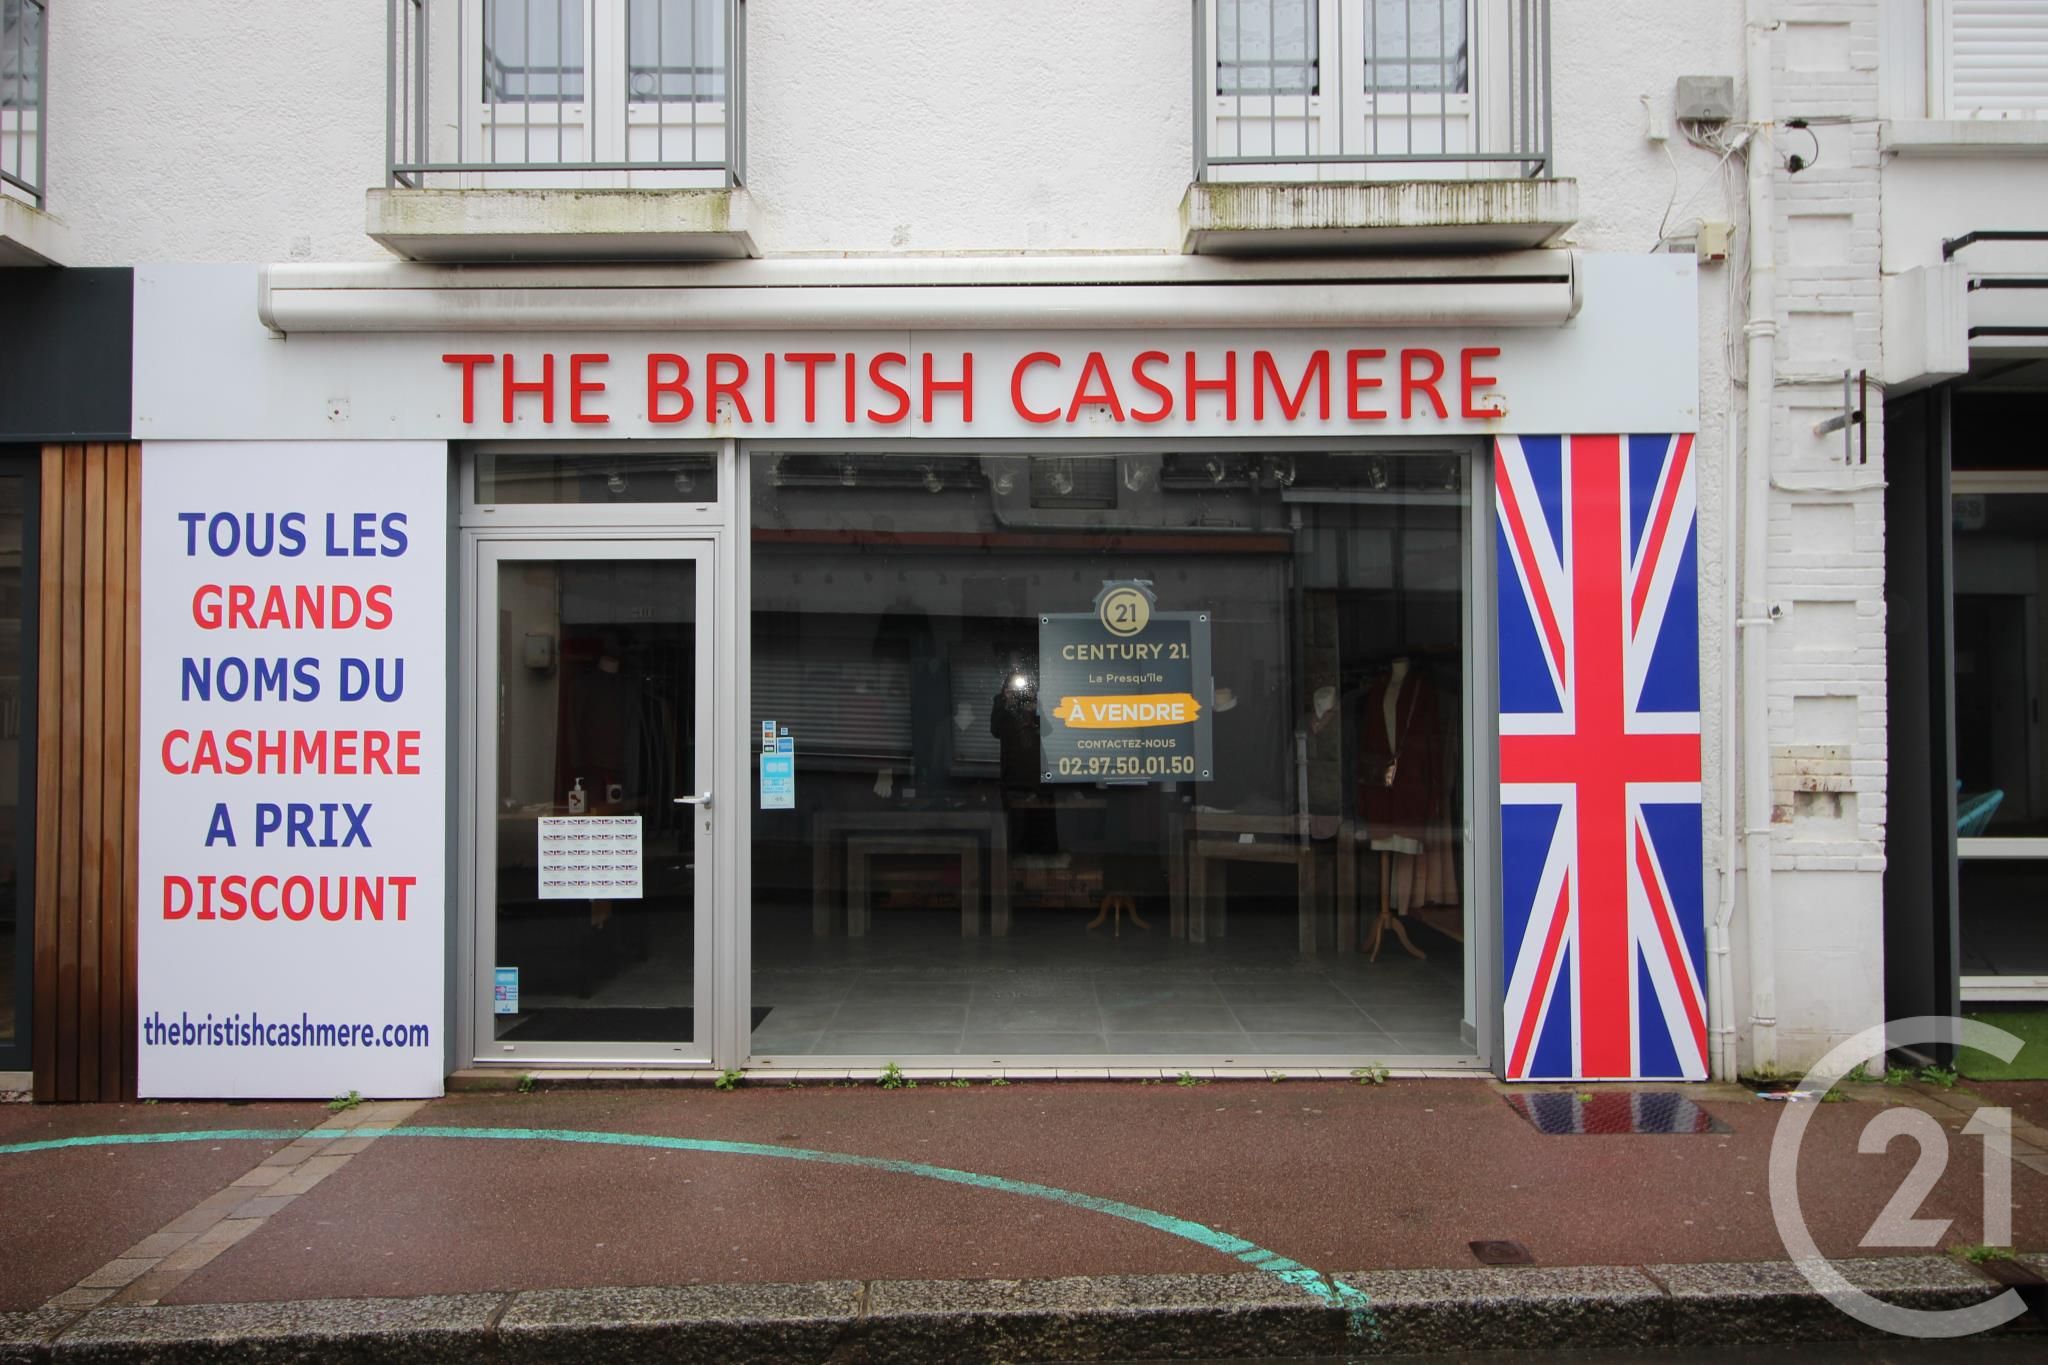 THE BRITISH CASHMERE
TOUS LES
GRANDS
NOMS DU
CASHMERE
A PRIX
DISCOUNT
thebristishcashmere.com
21
CENTURY 21
La Presqu'île
À VENDRE
CONTACTEZ-NOUS
02.97.50.01.50
21